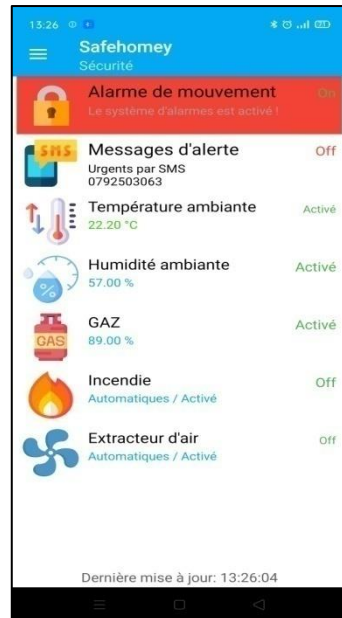 13:26
Safehomey
Sécurité
Alarme de mouvement On
Le système d'alarmes est activé !
SMS
Messages d'alerte Off
Urgents par SMS
0792503063
Température ambiante Activé
22.20 °C
Humidité ambiante Activé
57.00 %
%
GAZ Activé
89.00 %
GAS
Incendie Off
Automatiques / Activé
Extracteur d'air Off
Automatiques / Activé
Dernière mise à jour: 13:26:04